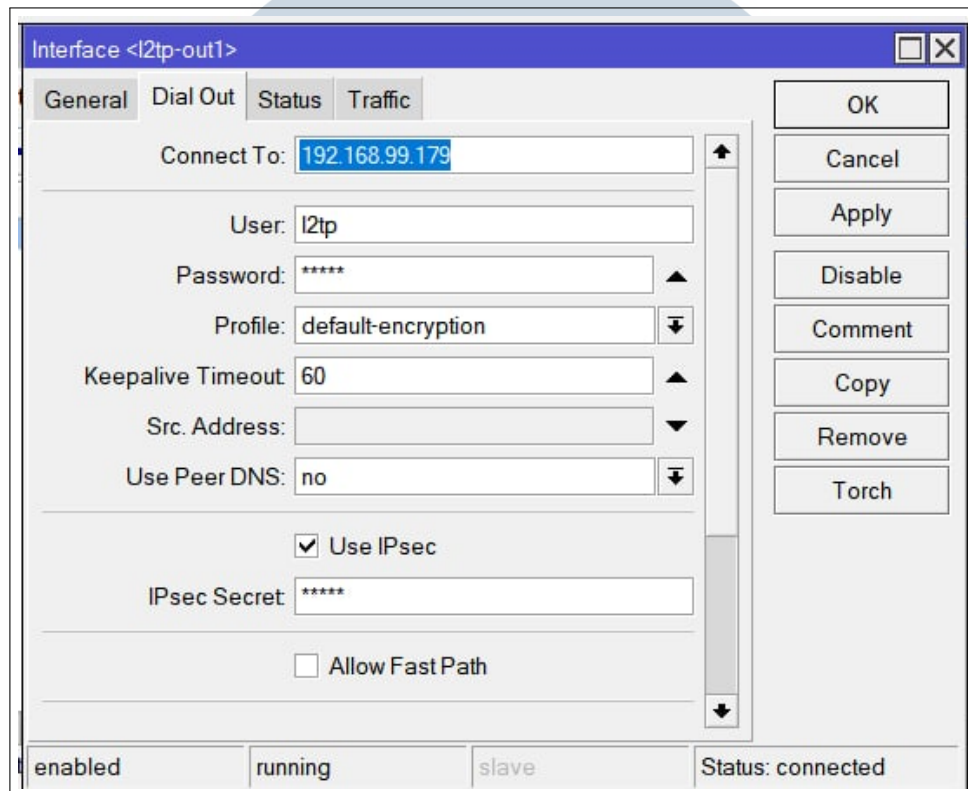 Interface <l2tp-out1>
General Dial Out Status Traffic
Connect To: 192.168.99.179
User: l2tp
Password: *****
Profile: default-encryption
Keepalive Timeout: 60
Src. Address:
Use Peer DNS: no
Use IPsec
IPsec Secret: *****
Allow Fast Path
OK
Cancel
Apply
Disable
Comment
Copy
Remove
Torch
enabled running slave Status: connected